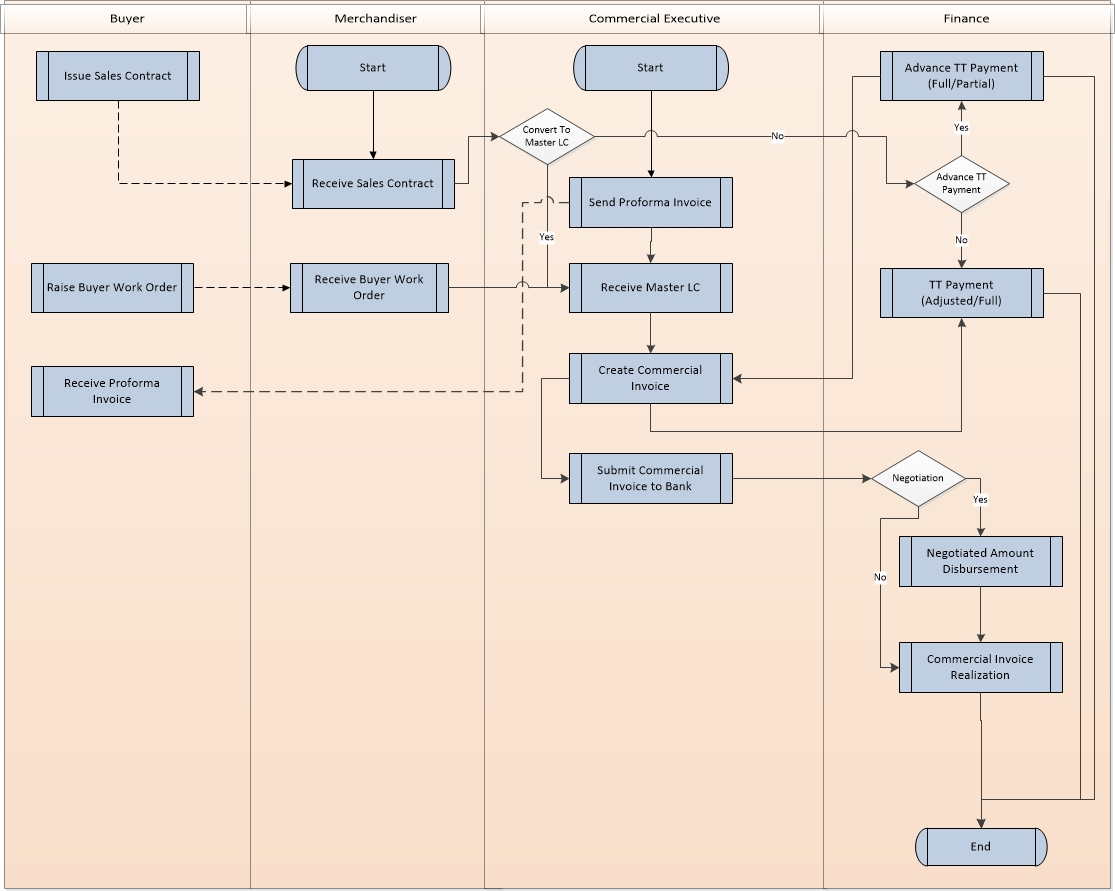 Buyer
Merchandiser
Commercial Executive
Finance
Issue Sales Contract
Start
Start
Advance TT Payment
(Full/Partial)
Convert To
Master LC
No
Yes
Receive Sales Contract
Advance TT
Payment
Send Proforma Invoice
Yes
No
Raise Buyer Work Order
Receive Buyer Work
Order
Receive Master LC
TT Payment
(Adjusted/Full)
Receive Proforma
Invoice
Create Commercial
Invoice
Submit Commercial
Invoice to Bank
Negotiation
Yes
No
Negotiated Amount
Disbursement
Commercial Invoice
Realization
End